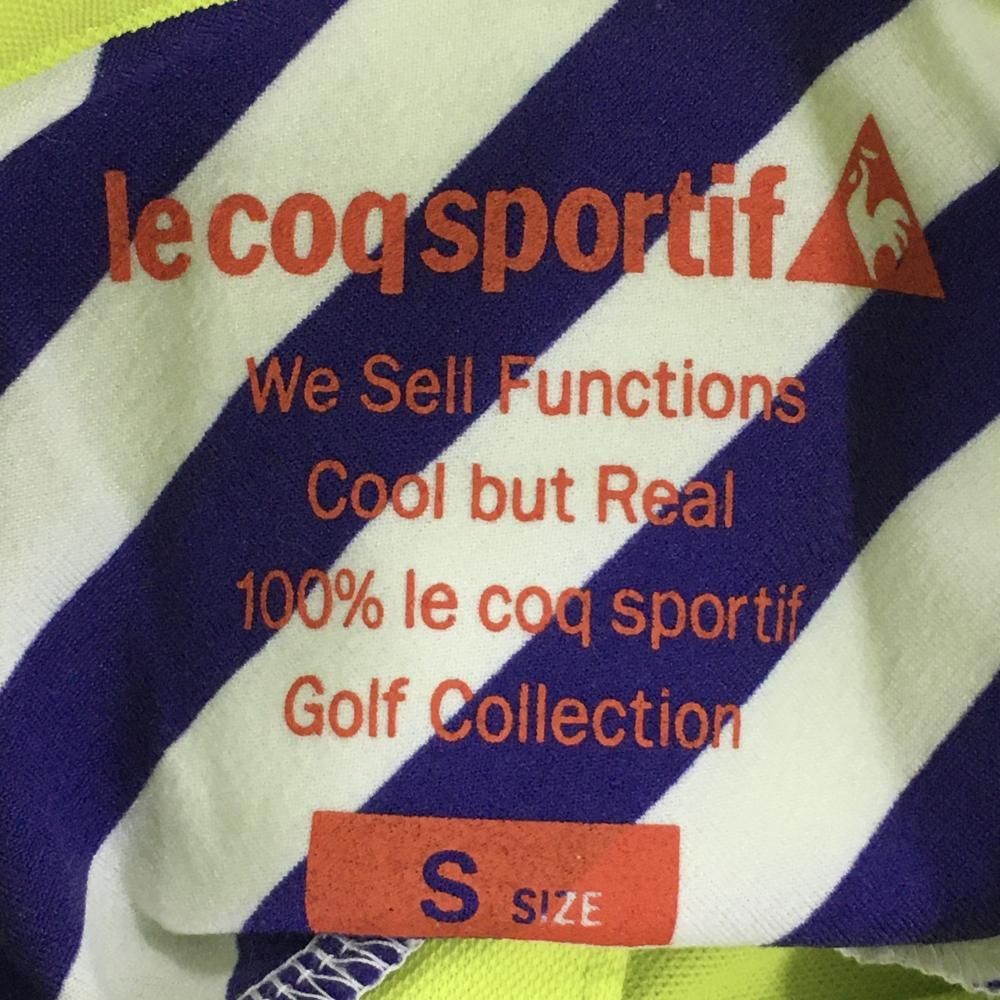 le coq sportif
We Sell Functions
Cool but Real
100% le coq sportif
Golf Collection
S SIZE